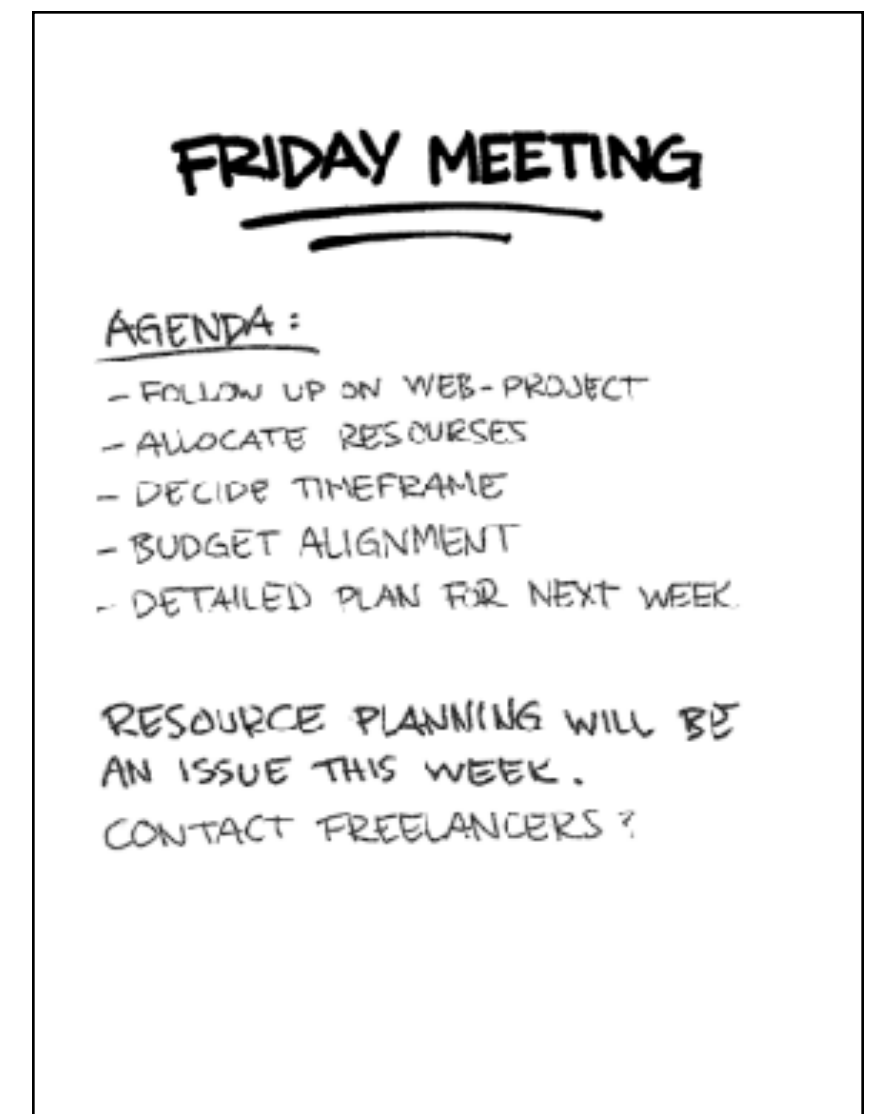 FRIDAY MEETING
AGENDA:
- FOLLOW UP ON WEB-PROJECT
- ALLOCATE RESOURSES
- DECIDE TIMEFRAME
- BUDGET ALIGNMENT
- DETAILED PLAN FOR NEXT WEEK
RESOURCE PLANNING WILL BE
AN ISSUE THIS WEEK.
CONTACT FREELANCERS?